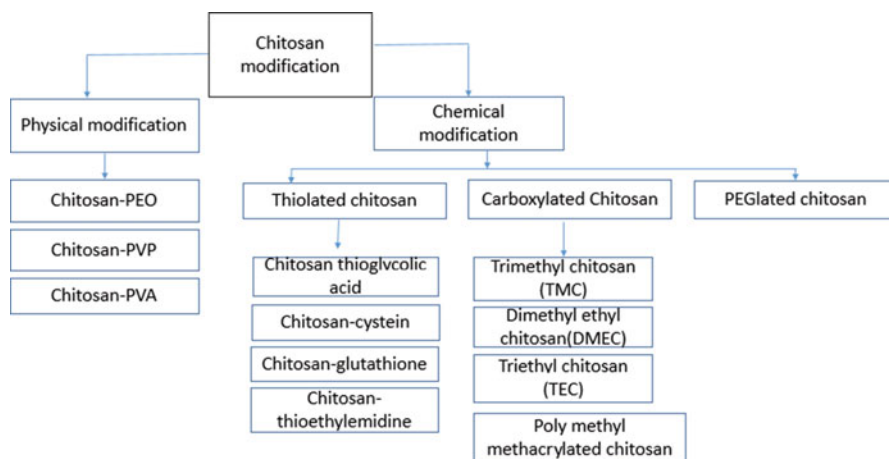 Chitosan
modification
Physical modification
Chemical
modification
Chitosan-PEO
Chitosan-PVP
Chitosan-PVA
Thiolated chitosan
Carboxylated Chitosan
PEGlated chitosan
Chitosan thioglvcolic
acid
Chitosan-cystein
Chitosan-glutathione
Chitosan-
thioethylemidine
Trimethyl chitosan
(TMC)
Dimethyl ethyl
chitosan(DMEC)
Triethyl chitosan
(TEC)
Poly methyl
methacrylated chitosan